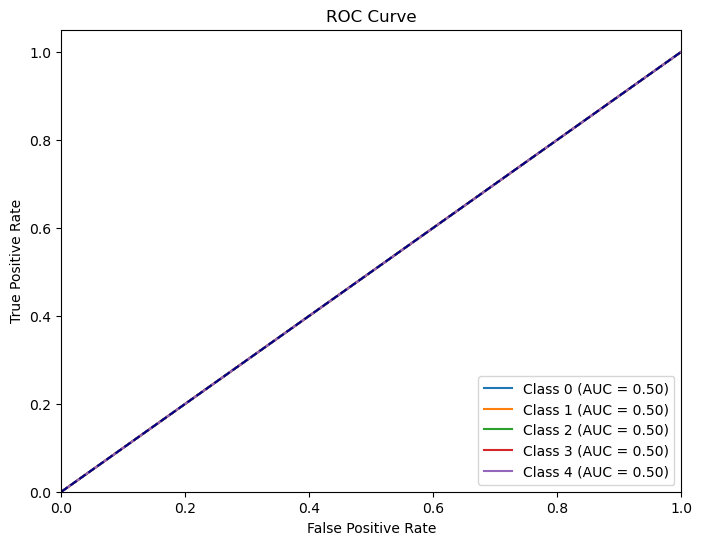 ROC Curve
1.0
0.8
0.6
0.4
0.2
0.0
True Positive Rate
Class 0 (AUC = 0.50)
Class 1 (AUC = 0.50)
Class 2 (AUC = 0.50)
Class 3 (AUC = 0.50)
Class 4 (AUC = 0.50)
0.0 0.2 0.4 0.6 0.8 1.0
False Positive Rate